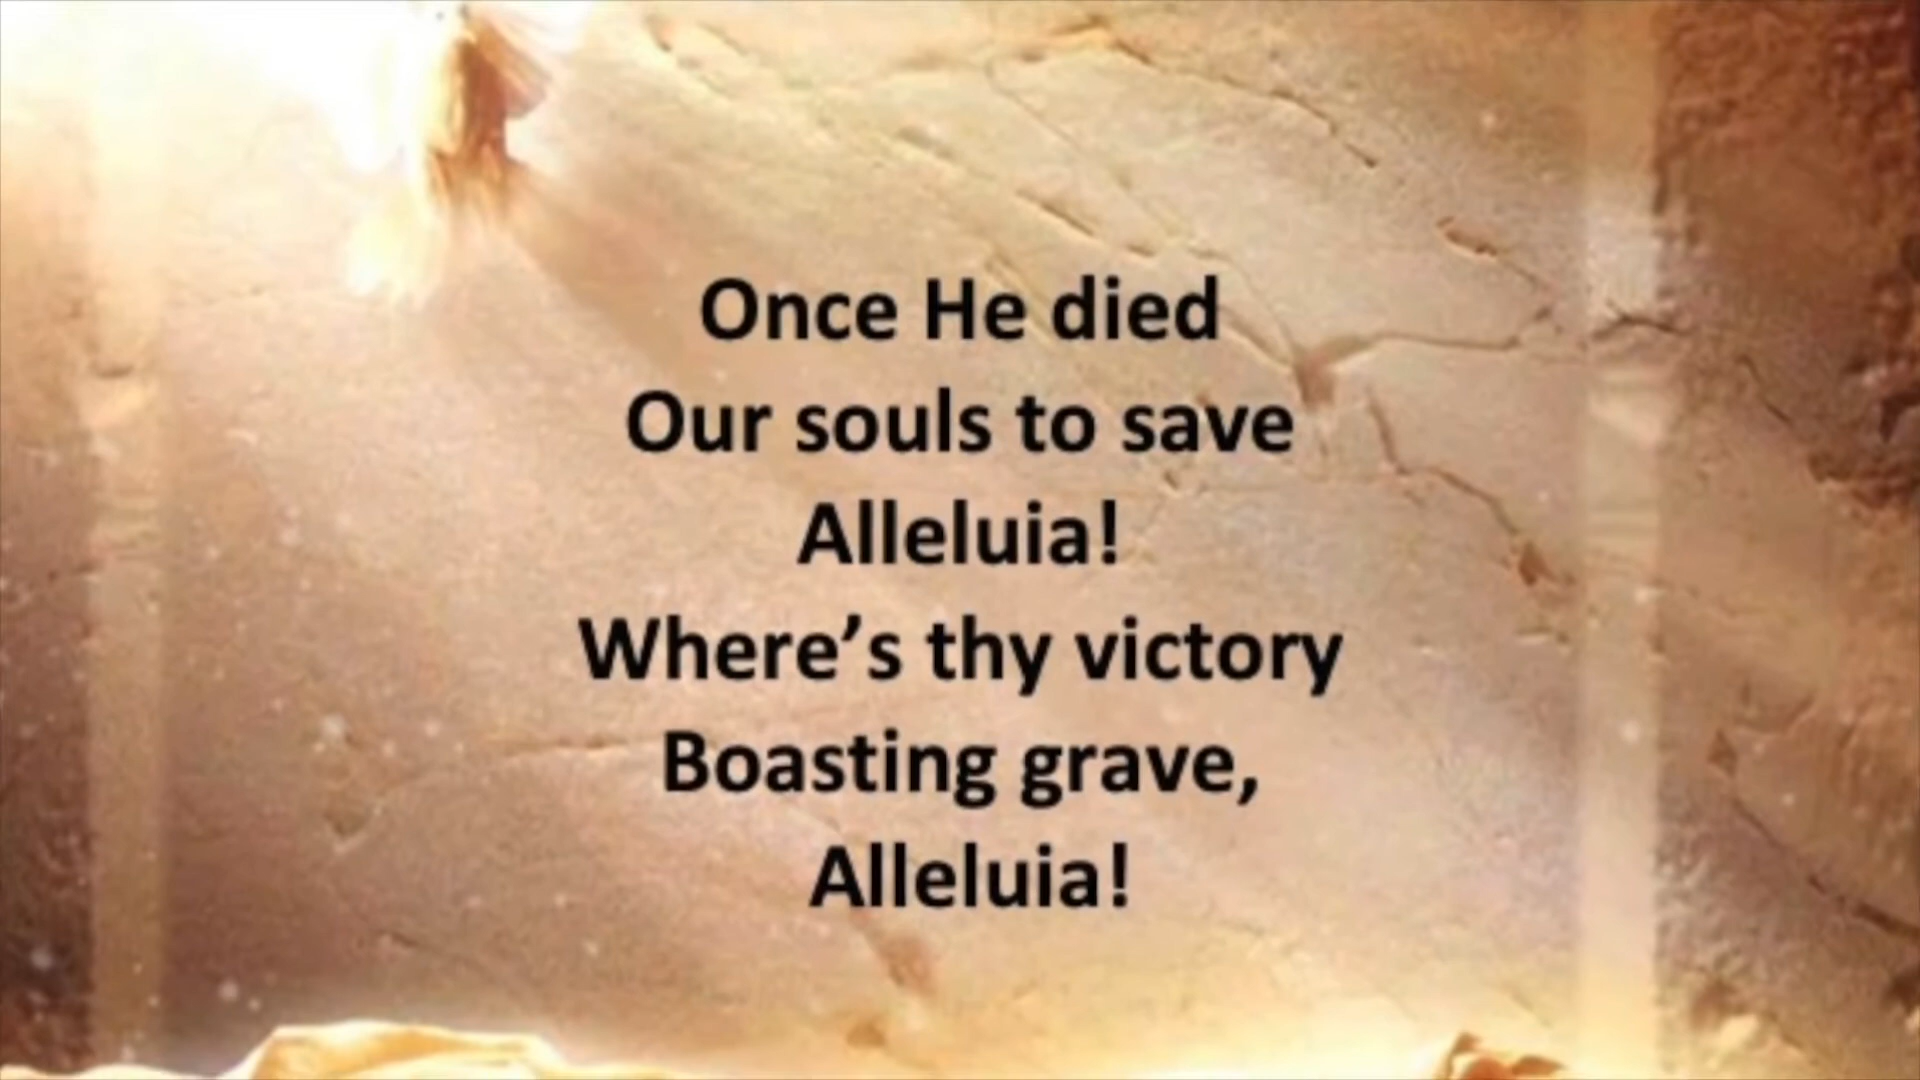 Once He died
Our souls to save
Alleluia!
Where’s thy victory
Boasting grave,
Alleluia!